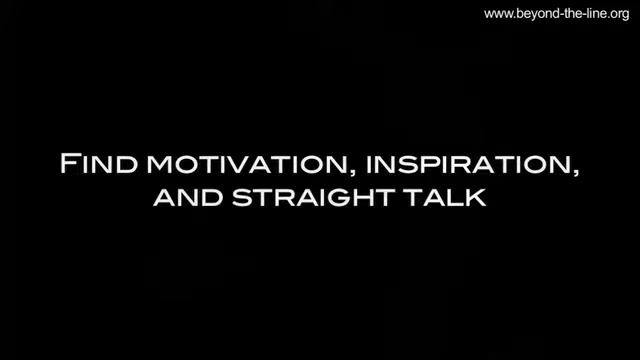 www.beyond-the-line.org
FIND MOTIVATION, INSPIRATION,
AND STRAIGHT TALK